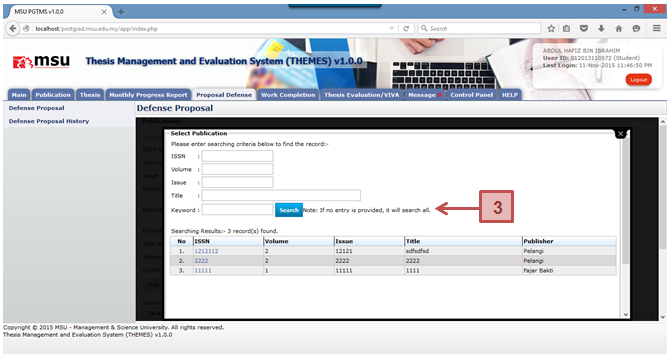 MSU PGTMS v1.0.0
localhost/postgred.msu.edu.my/app/index.php
Search
msu
Thesis Management and Evaluation System (THEMES) v1.0.0
ABDUL HAFIZ BIN IBRAHIM
User ID: 012013110572 (Student)
Last Login: 11-Nov-2015 11:46:50 PM
Logout
Main Publication Thesis Monthly Progress Report Proposal Defense Work Completion Thesis Evaluation/VIVA Message Control Panel HELP
Defense Proposal
Defense Proposal History
Defense Proposal
Select Publication
Please enter searching criteria below to find the record:-
ISSN :
Volume :
Issue :
Title :
Keyword : Search Note: If no entry is provided, it will search all.
3
Searching Results:- 3 record(s) found.
No ISSN Volume Issue Title Publisher
1. 1212112 2 12121 sdfsdfsd Pelangi
2. 2222 2 2222 2222 Pelangi
3. 11111 1 11111 1111 Fajar Bakti
Copyright © 2015 MSU - Management & Science University. All rights reserved.
Thesis Management and Evaluation System (THEMES) v1.0.0